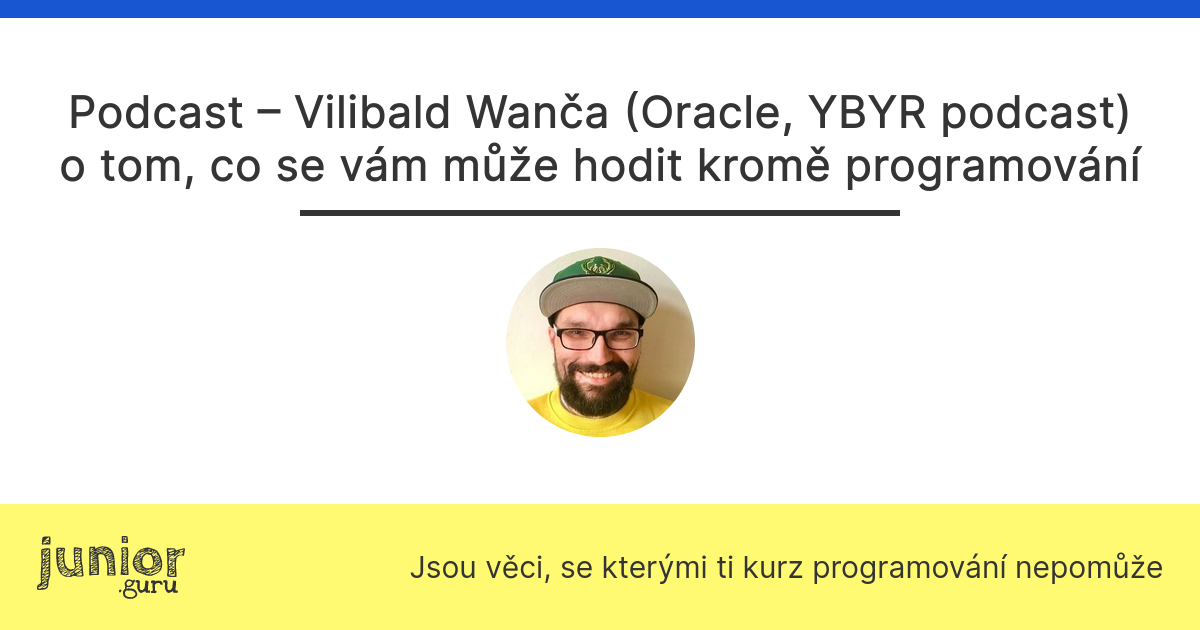 Podcast – Vilibald Wanča (Oracle, YBYR podcast)
o tom, co se vám může hodit kromě programování
junior
.guru
Jsou věci, se kterými ti kurz programování nepomůže